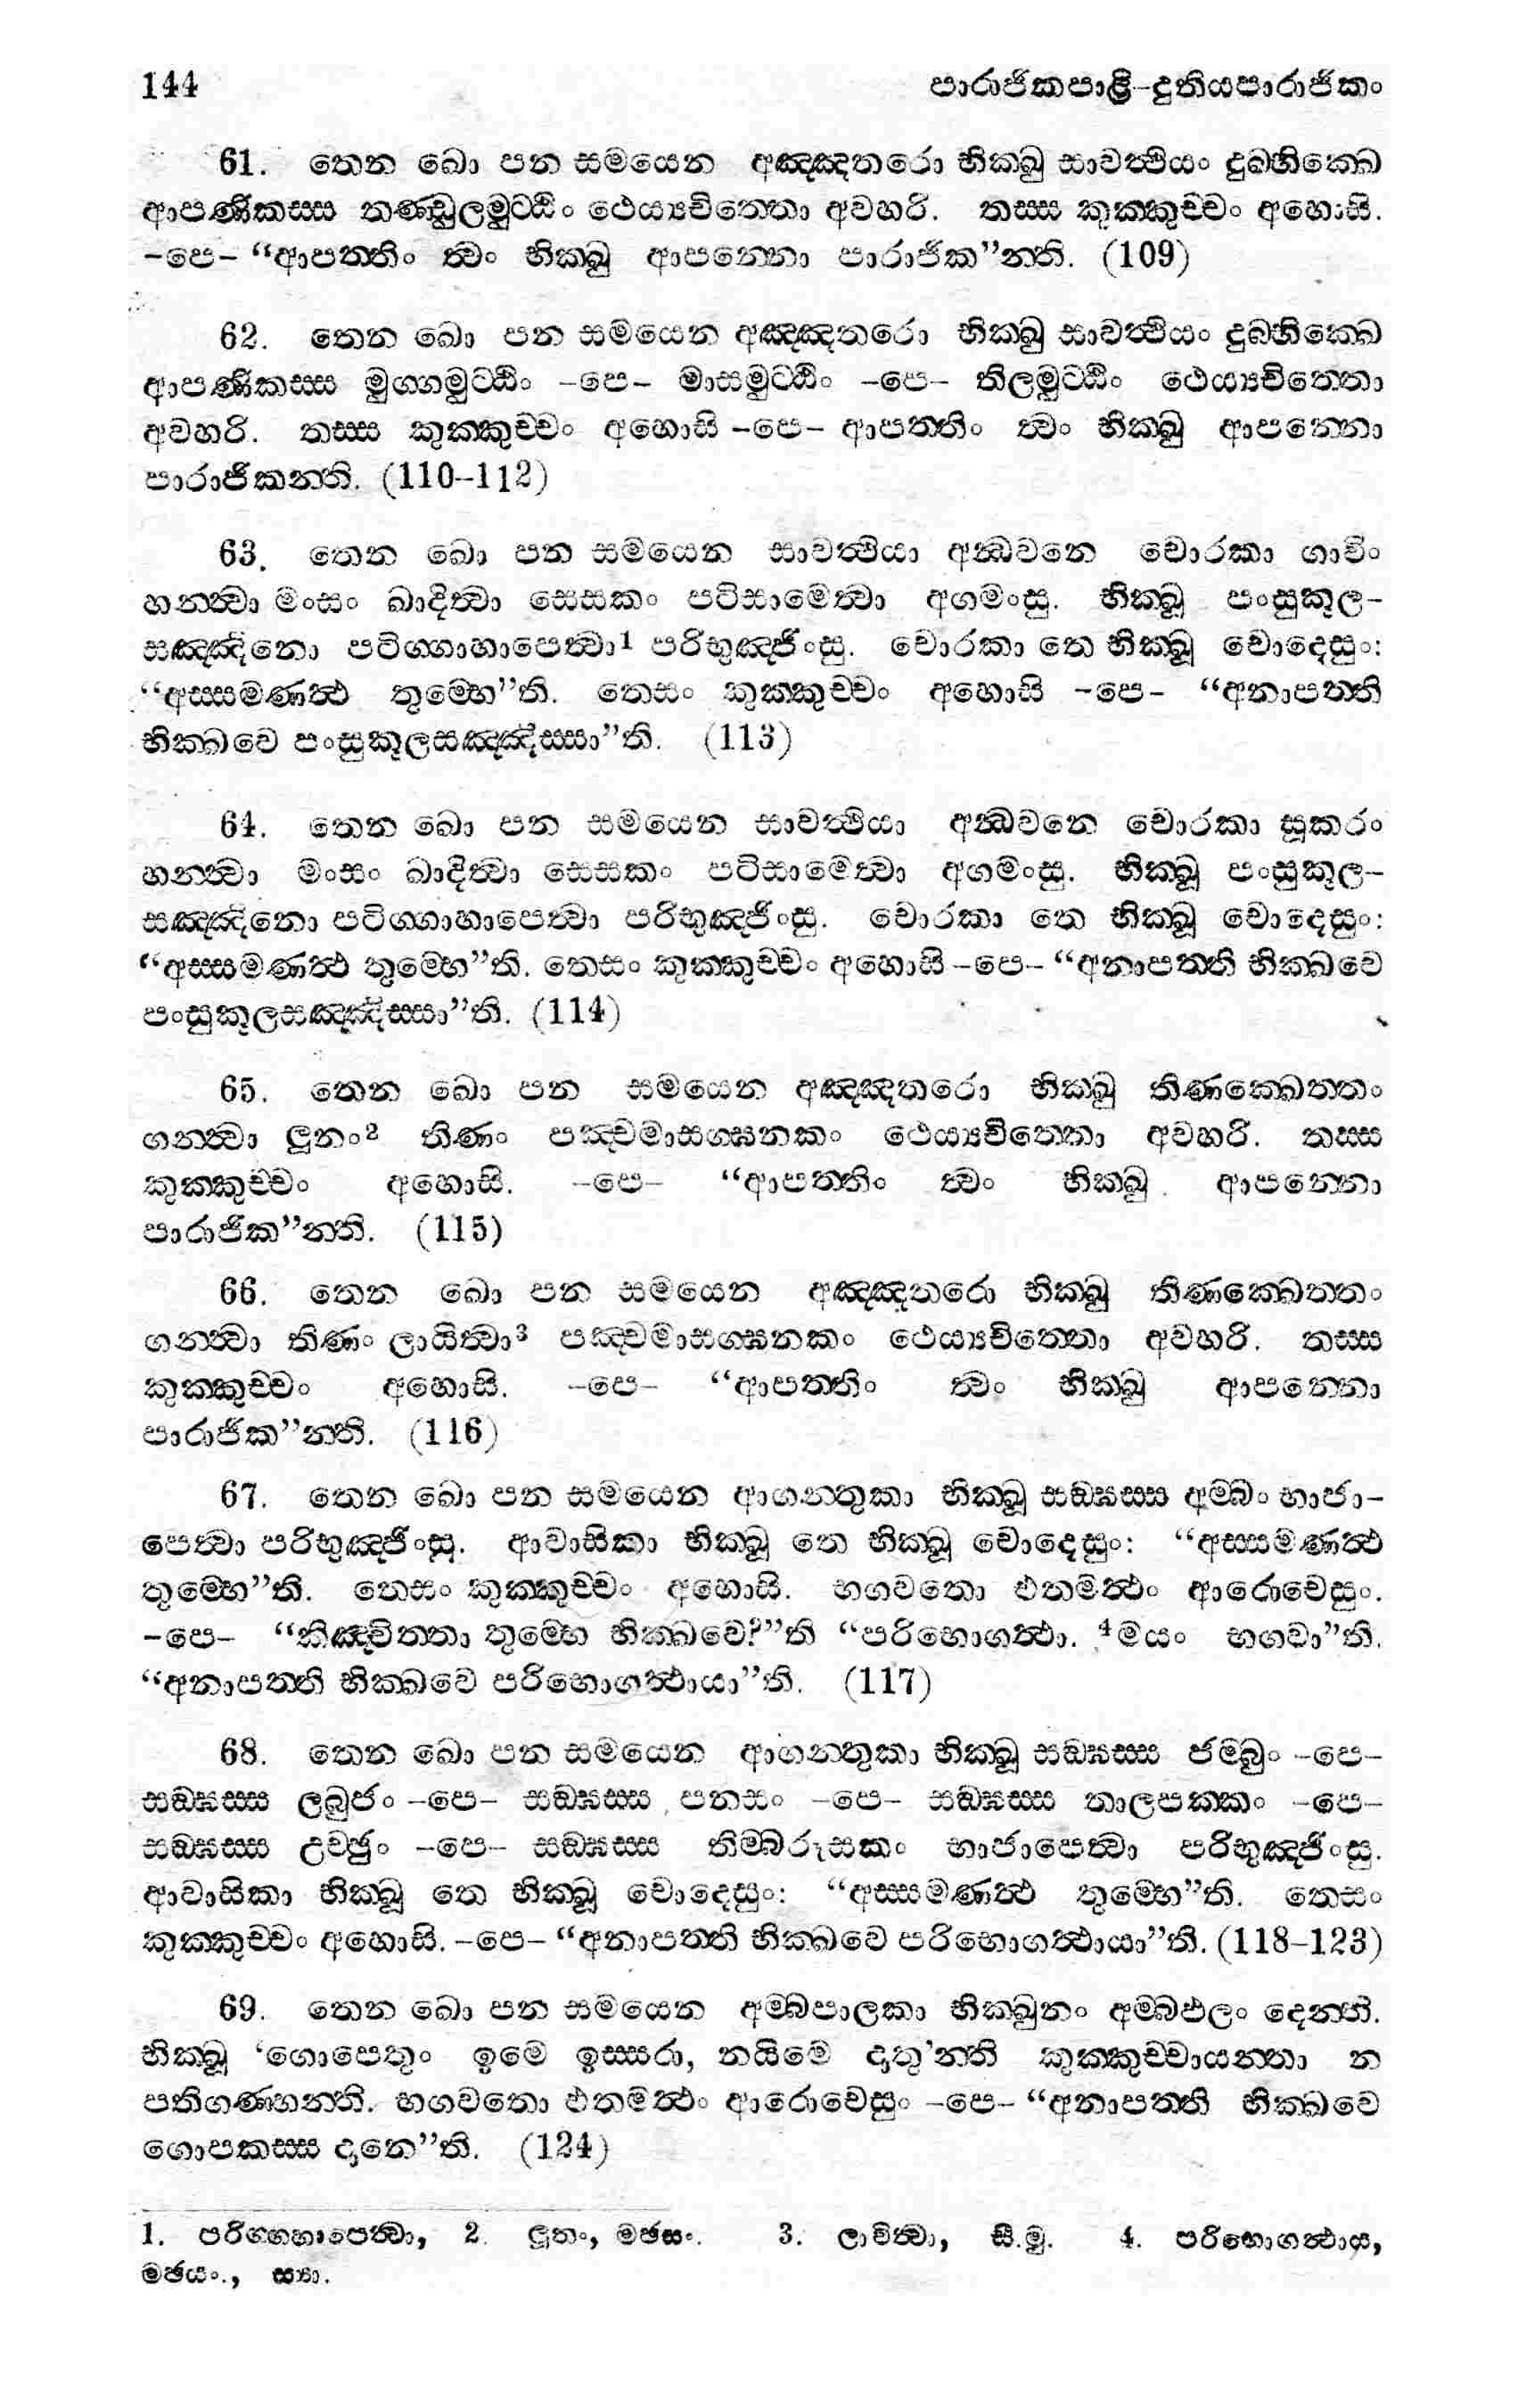 144 පාරාජිකපාළි–දුතියපාරාජිකං
61. තෙන ඛො පන සමයෙන අඤ්ඤතරො භික්ඛු සාවත්ථියං දුබ්භික්ඛෙ
ආපණිකස්ස තණ්ඩුලමුට්ඨිං ථෙය්‍යචිත්තො අවහරි. තස්ස කුක්කුච්චං අහොසි.
–පෙ– “ආපත්තිං ත්වං භික්ඛු ආපන්නො පාරාජික”න්ති. (109)
62. තෙන ඛො පන සමයෙන අඤ්ඤතරො භික්ඛු සාවත්ථියං දුබ්භික්ඛෙ
ආපණිකස්ස මුග්ගමුට්ඨිං –පෙ– මාසමුට්ඨිං –පෙ– තිලමුට්ඨිං ථෙය්‍යචිත්තො
අවහරි. තස්ස කුක්කුච්චං අහොසි –පෙ– ආපත්තිං ත්වං භික්ඛු ආපන්නො
පාරාජිකන්ති. (110–112)
63. තෙන ඛො පන සමයෙන සාවත්ථියා අන්ධවනෙ චොරකා ගාවිං
හන්ත්වා මංසං ඛාදිත්වා සෙසකං පටිසාමෙත්වා අගමංසු. භික්ඛූ පංසුකූල–
සඤ්ඤිනො පටිග්ගාහාපෙත්වා1 පරිභුඤ්ජිංසු. චොරකා තෙ භික්ඛූ චොදෙසුං:
“අස්සමණත්ථ තුම්හෙ”ති. තෙසං කුක්කුච්චං අහොසි –පෙ– “අනාපත්ති
භික්ඛවෙ පංසුකූලසඤ්ඤිස්සා”ති. (113)
64. තෙන ඛො පන සමයෙන සාවත්ථියා අන්ධවනෙ චොරකා සූකරං
හන්ත්වා මංසං ඛාදිත්වා සෙසකං පටිසාමෙත්වා අගමංසු. භික්ඛූ පංසුකූල–
සඤ්ඤිනො පටිග්ගාහාපෙත්වා පරිභුඤ්ජිංසු. චොරකා තෙ භික්ඛූ චොදෙසුං:
“අස්සමණත්ථ තුම්හෙ”ති. තෙසං කුක්කුච්චං අහොසි –පෙ– “අනාපත්ති භික්ඛවෙ
පංසුකූලසඤ්ඤිස්සා”ති. (114)
65. තෙන ඛො පන සමයෙන අඤ්ඤතරො භික්ඛු තිණක්ඛෙත්තං
ගන්ත්වා ලූනං2 තිණං පඤ්චමාසග්ඝනකං ථෙය්‍යචිත්තො අවහරි. තස්ස
කුක්කුච්චං අහොසි. –පෙ– “ආපත්තිං ත්වං භික්ඛු ආපන්නො
පාරාජික”න්ති. (115)
66. තෙන ඛො පන සමයෙන අඤ්ඤතරො භික්ඛු තිණක්ඛෙත්තං
ගන්ත්වා තිණං ලායිත්වා3 පඤ්චමාසග්ඝනකං ථෙය්‍යචිත්තො අවහරි. තස්ස
කුක්කුච්චං අහොසි. –පෙ– “ආපත්තිං ත්වං භික්ඛු ආපන්නො
පාරාජික”න්ති. (116)
67. තෙන ඛො පන සමයෙන ආගන්තුකා භික්ඛූ සඞ්ඝස්ස අම්බං භාජා–
පෙත්වා පරිභුඤ්ජිංසු. ආවාසිකා භික්ඛූ තෙ භික්ඛූ චොදෙසුං: “අස්සමණත්ථ
තුම්හෙ”ති. තෙසං කුක්කුච්චං අහොසි. භගවතො එතමත්ථං ආරොචෙසුං.
–පෙ– “කිඤ්චිත්තා තුම්හෙ භික්ඛවෙ?”ති “පරිභොගත්ථා. 4මයං භගවා”ති.
“අනාපත්ති භික්ඛවෙ පරිභොගත්ථායා”ති. (117)
68. තෙන ඛො පන සමයෙන ආගන්තුකා භික්ඛූ සඞ්ඝස්ස ජම්බුං –පෙ–
සඞ්ඝස්ස ලබුජං –පෙ– සඞ්ඝස්ස පනසං –පෙ– සඞ්ඝස්ස තාලපක්කං –පෙ–
සඞ්ඝස්ස උච්ඡුං –පෙ– සඞ්ඝස්ස තිම්බරූසකං භාජාපෙත්වා පරිභුඤ්ජිංසු.
ආවාසිකා භික්ඛූ තෙ භික්ඛූ චොදෙසුං: “අස්සමණත්ථ තුම්හෙ”ති. තෙසං
කුක්කුච්චං අහොසි. –පෙ– “අනාපත්ති භික්ඛවෙ පරිභොගත්ථායා”ති. (118–123)
69. තෙන ඛො පන සමයෙන අම්බපාලකා භික්ඛුනං අම්බඵලං දෙන්ති.
භික්ඛූ ‘ගොපෙතුං ඉමෙ ඉස්සරා, නයිමෙ දාතු’න්ති කුක්කුච්චායන්තා න
පතිගණ්හන්ති. භගවතො එතමත්ථං ආරොචෙසුං –පෙ– “අනාපත්ති භික්ඛවෙ
ගොපකස්ස දානෙ”ති. (124)
1. පරිග්ගහාපෙත්වා, 2. ලූතං, මඡසං. 3. ලාවිත්වා, සී.මු. 4. පරිභොගත්ථාය,
මඡයං., ස්‍යා.